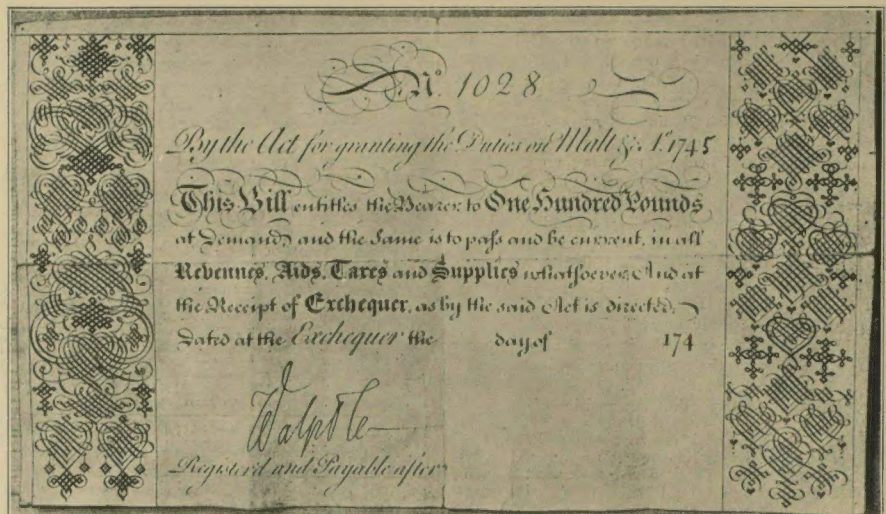 No. 1028
By the Act for granting the Duties on Malt &c. Ao. 1745
This Bill entitles the Bearer to One Hundred Pounds
at Demand, and the Same is to pass and be current, in all
Revennes, Aids, Taxes and Supplies whatsoever, And at
the Receipt of Exchequer, as by the said Act is directed.
Dated at the Exchequer the day of 174
Walpole
Registerd and Payable after